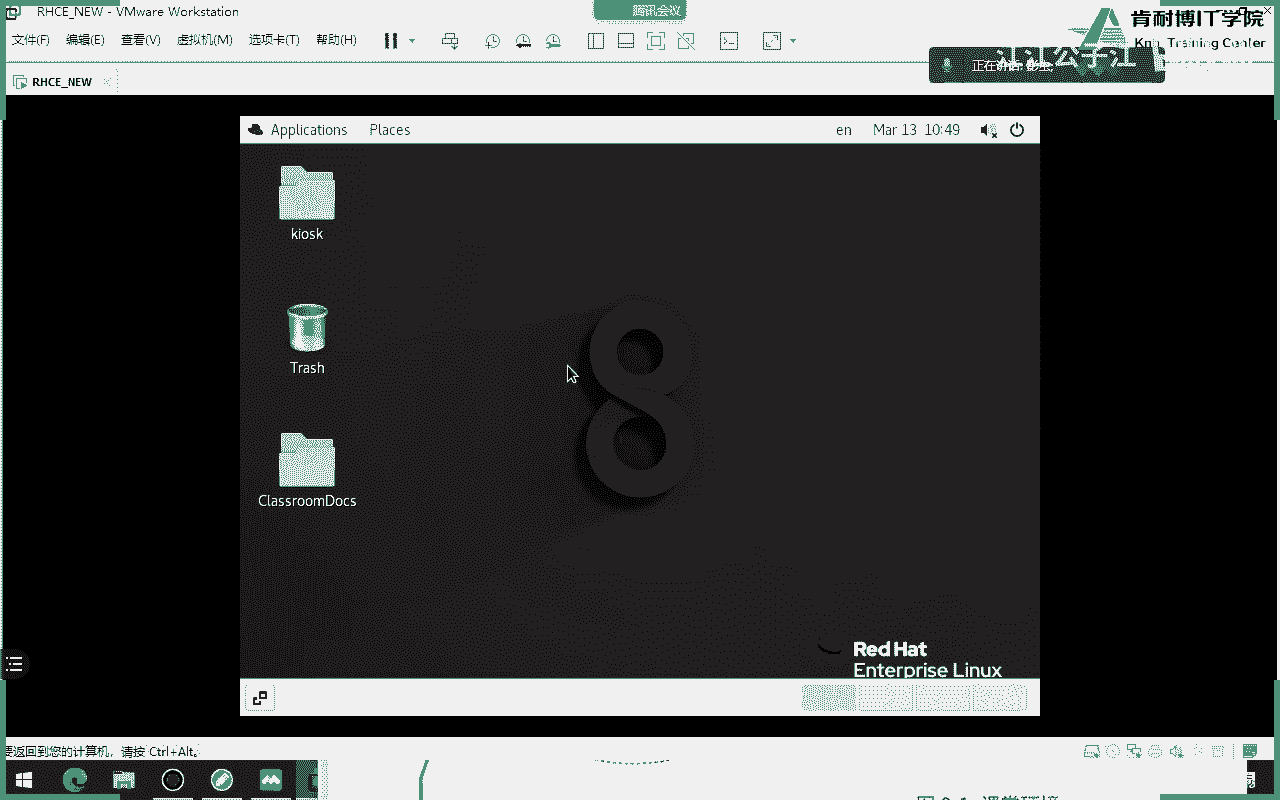 RHCE_NEW - VMware Workstation
腾讯会议
肯耐博IT学院
文件(F) 编辑(E) 查看(V) 虚拟机(M) 选项卡(T) 帮助(H)
Training Center
正在讲话:
RHCE_NEW
Applications Places en Mar 13 10:49
kiosk
Trash
ClassroomDocs
8
Red Hat
Enterprise Linux
要返回到您的计算机，请按 Ctrl+Alt。